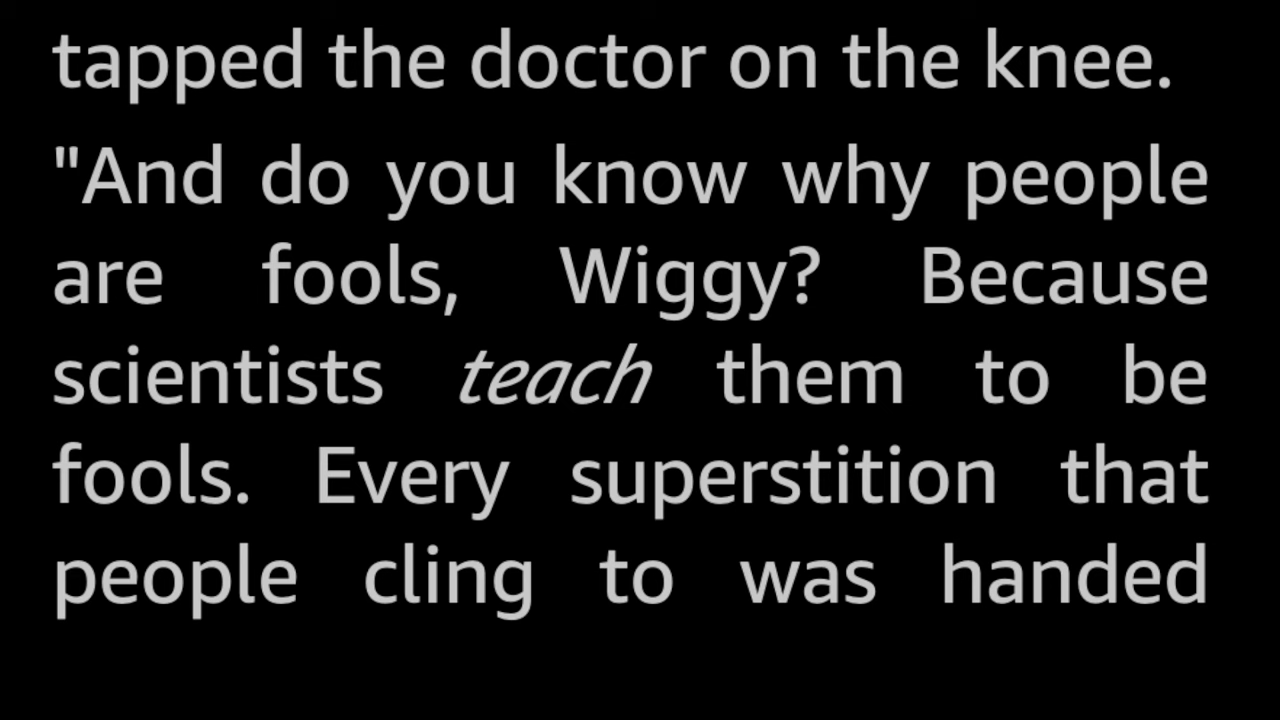 tapped the doctor on the knee.
"And do you know why people
are fools, Wiggy? Because
scientists teach them to be
fools. Every superstition that
people cling to was handed